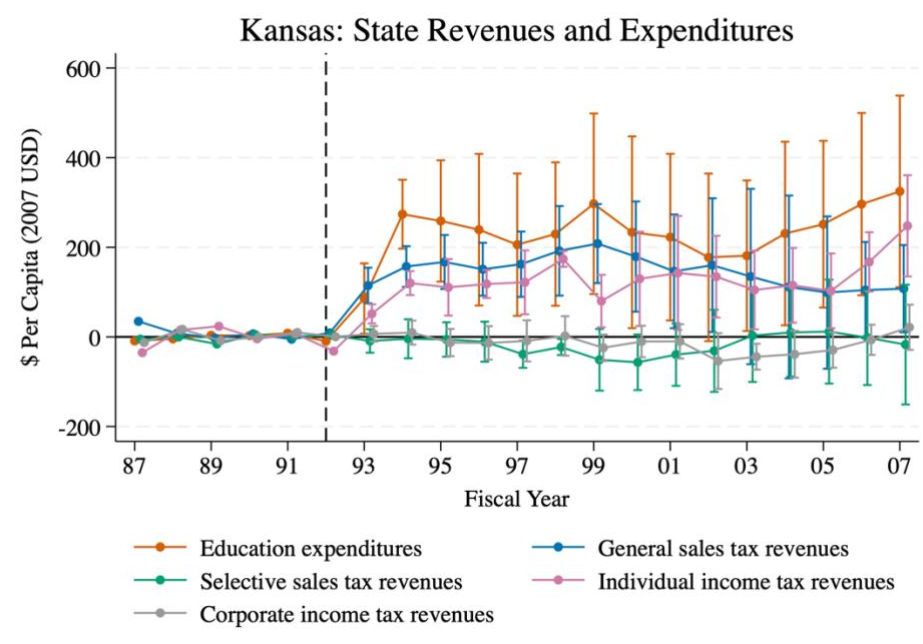 Kansas: State Revenues and Expenditures
$ Per Capita (2007 USD)
600
400
200
0
-200
87 89 91 93 95 97 99 01 03 05 07
Fiscal Year
Education expenditures
General sales tax revenues
Selective sales tax revenues
Individual income tax revenues
Corporate income tax revenues